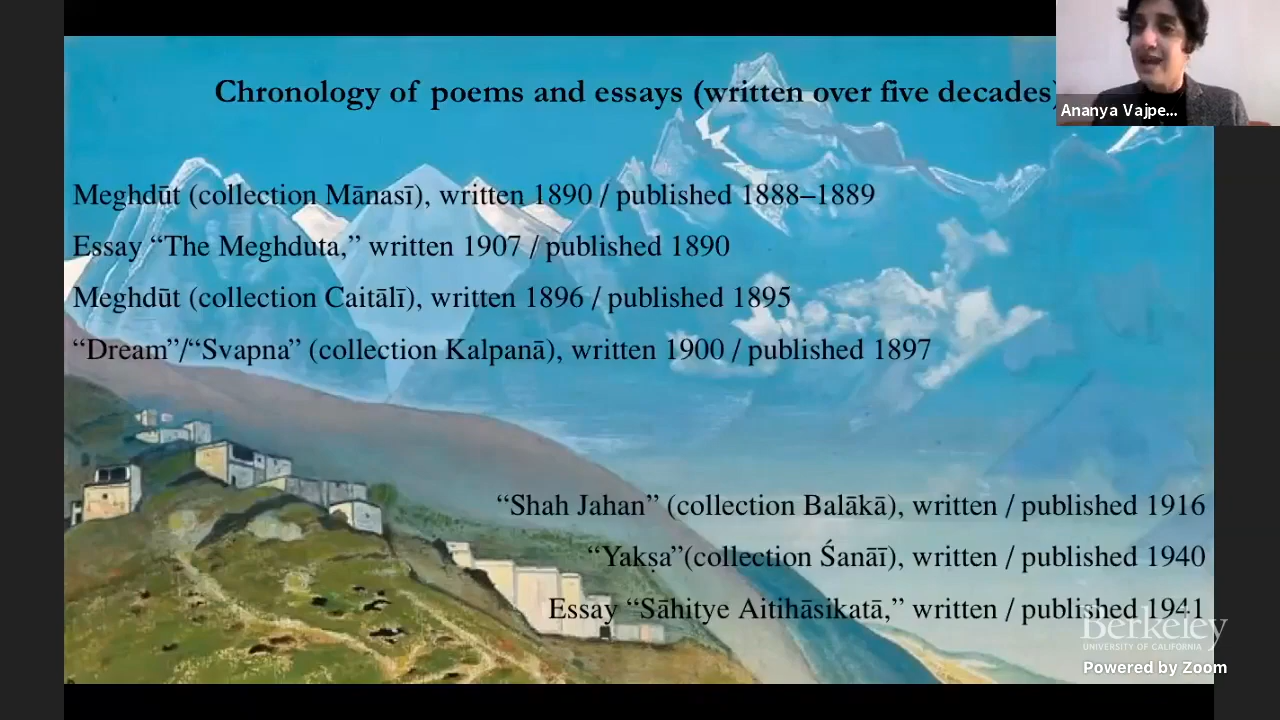 Chronology of poems and essays (written over five decades)
Ananya Vajpe...
Meghdūt (collection Mānasī), written 1890 / published 1888–1889
Essay “The Meghduta,” written 1907 / published 1890
Meghdūt (collection Caitālī), written 1896 / published 1895
“Dream”/“Svapna” (collection Kalpanā), written 1900 / published 1897
“Shah Jahan” (collection Balākā), written / published 1916
“Yakṣa”(collection Śanāī), written / published 1940
Essay “Sāhitye Aitihāsikatā,” written / published 1941
Berkeley
UNIVERSITY OF CALIFORNIA
Powered by Zoom